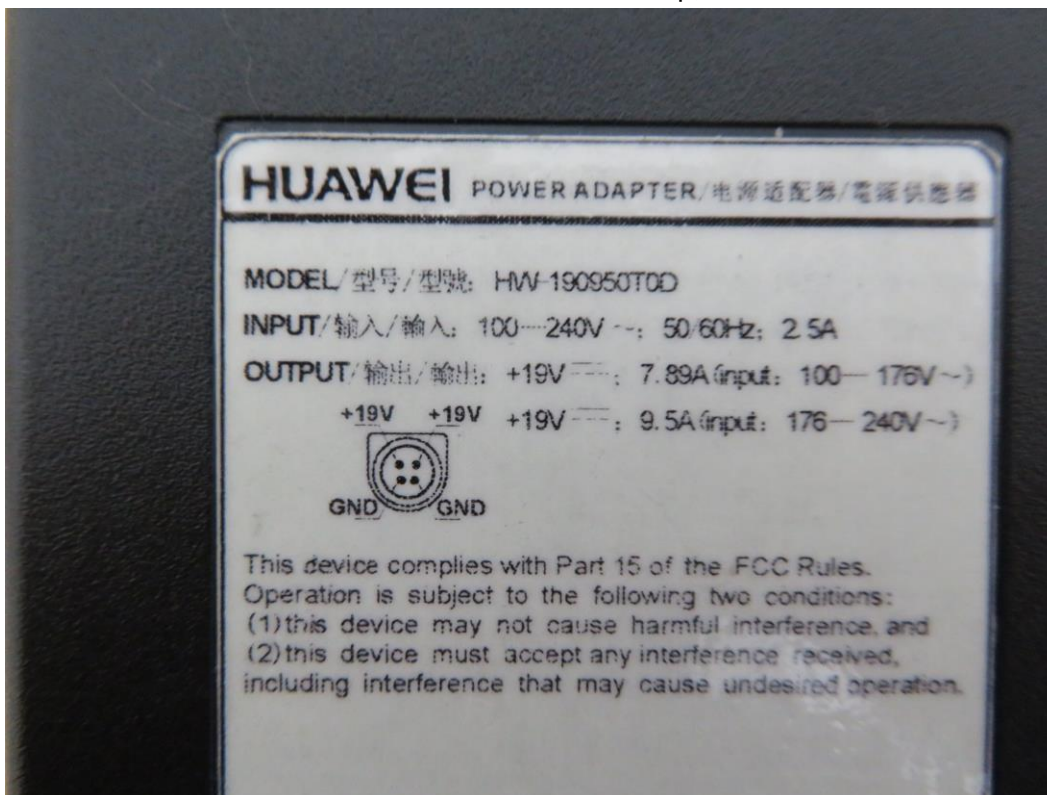 HUAWEI POWER ADAPTER/电源适配器/電源供應器
MODEL/型号/型號: HW-190950T0D
INPUT/输入/輸入: 100—240V ~; 50/60Hz; 2.5A
OUTPUT/输出/輸出: +19V⎓; 7.89A (input: 100—176V~)
+19V⎓; 9.5A (input: 176—240V~)
+19V +19V
GND GND
This device complies with Part 15 of the FCC Rules.
Operation is subject to the following two conditions:
(1)this device may not cause harmful interference, and
(2)this device must accept any interference received,
including interference that may cause undesired operation.